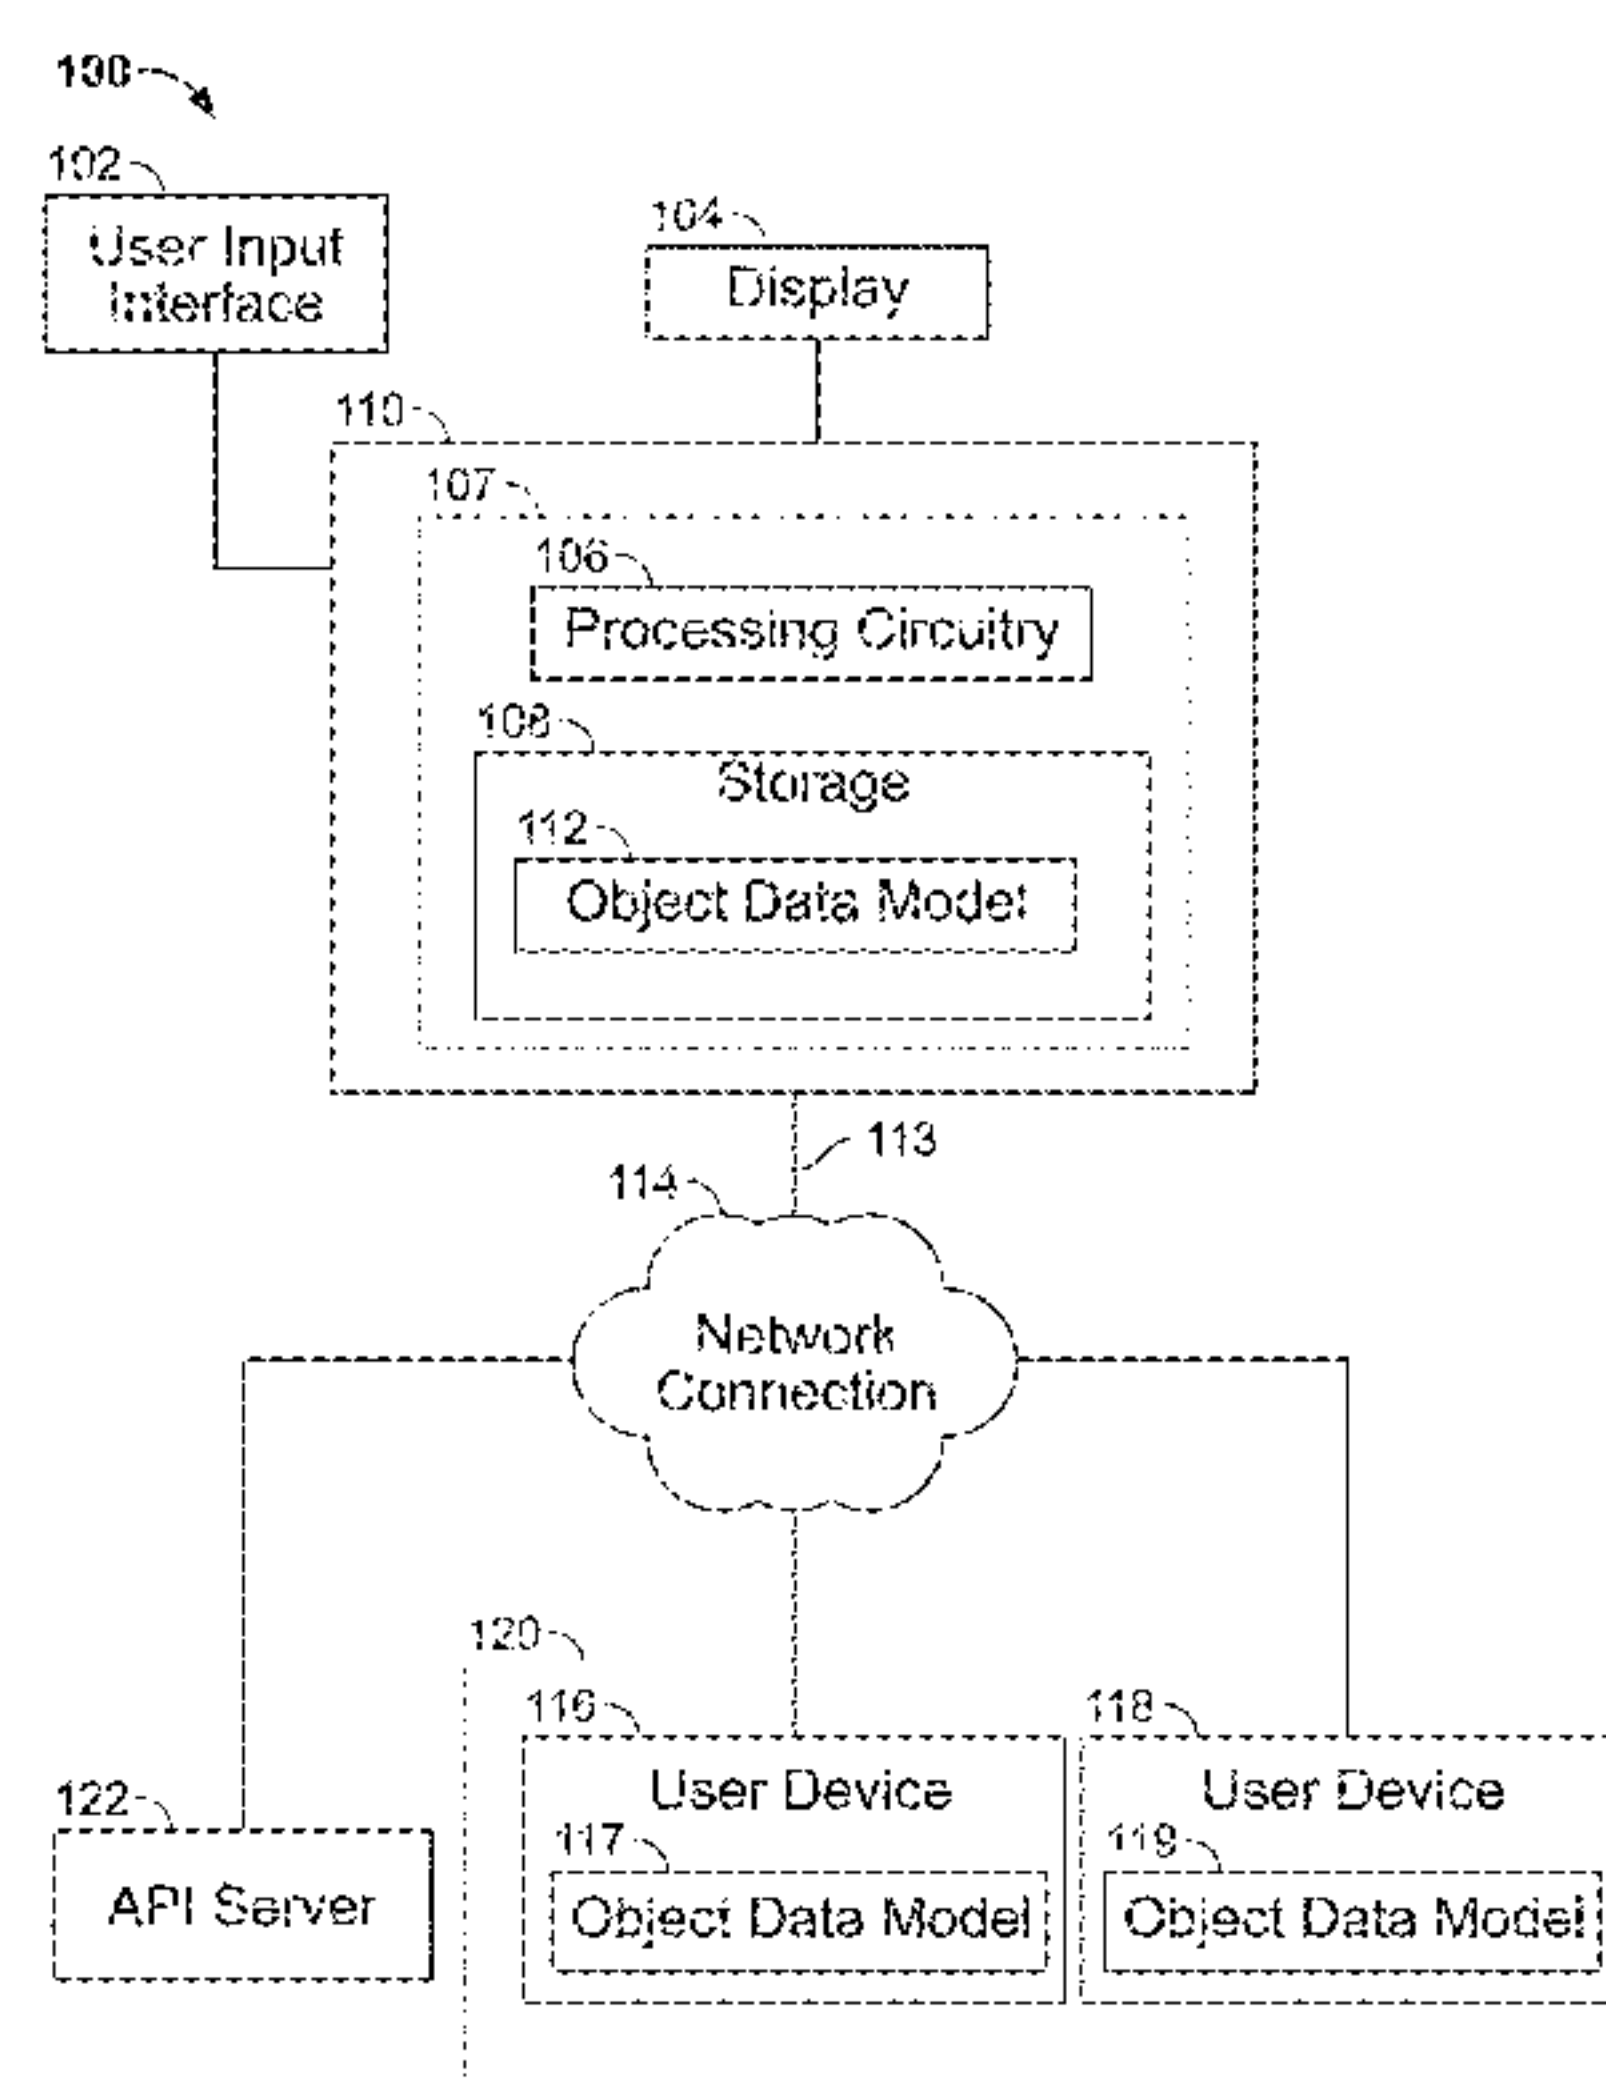 100
102
User Input
Interface
104
Display
110
107
106
Processing Circuitry
108
Storage
112
Object Data Model
113
114
Network
Connection
120
116
User Device
117
Object Data Model
118
User Device
119
Object Data Model
122
API Server